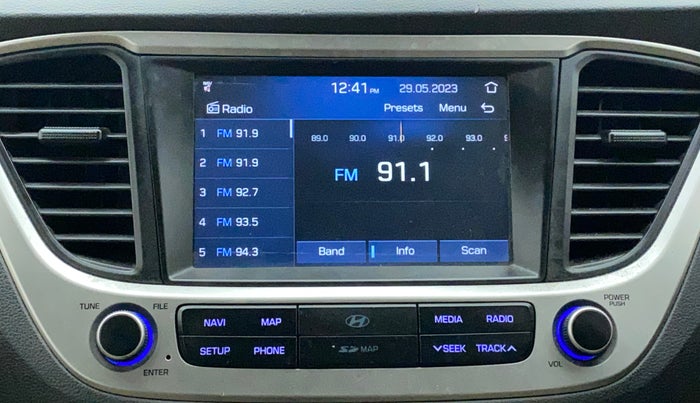 12:41 PM 29.05.2023
Radio Presets Menu
1 FM 91.9
2 FM 91.9
3 FM 92.7
4 FM 93.5
5 FM 94.3
89.0 90.0 91.0 92.0 93.0
FM 91.1
Band Info Scan
TUNE FILE
ENTER
NAVI MAP
SETUP PHONE
SD MAP
MEDIA RADIO
SEEK TRACK
POWER
PUSH
VOL